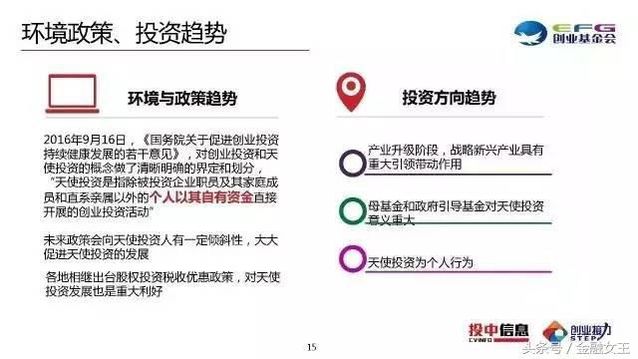 环境政策、投资趋势
EFG
创业基金会
环境与政策趋势
2016年9月16日，《国务院关于促进创业投资
持续健康发展的若干意见》，对创业投资和天
使投资的概念做了清晰明确的界定和划分，
“天使投资是指除被投资企业职员及其家庭成
员和直系亲属以外的个人以其自有资金直接
开展的创业投资活动”
未来政策会向天使投资人有一定倾斜性，大大
促进天使投资的发展
各地相继出台股权投资税收优惠政策，对天使
投资发展也是重大利好
投资方向趋势
产业升级阶段，战略新兴产业具有
重大引领带动作用
母基金和政府引导基金对天使投资
意义重大
天使投资为个人行为
15
投中信息
CVINFO
创业接力
STEP
头条号 / 金融女王